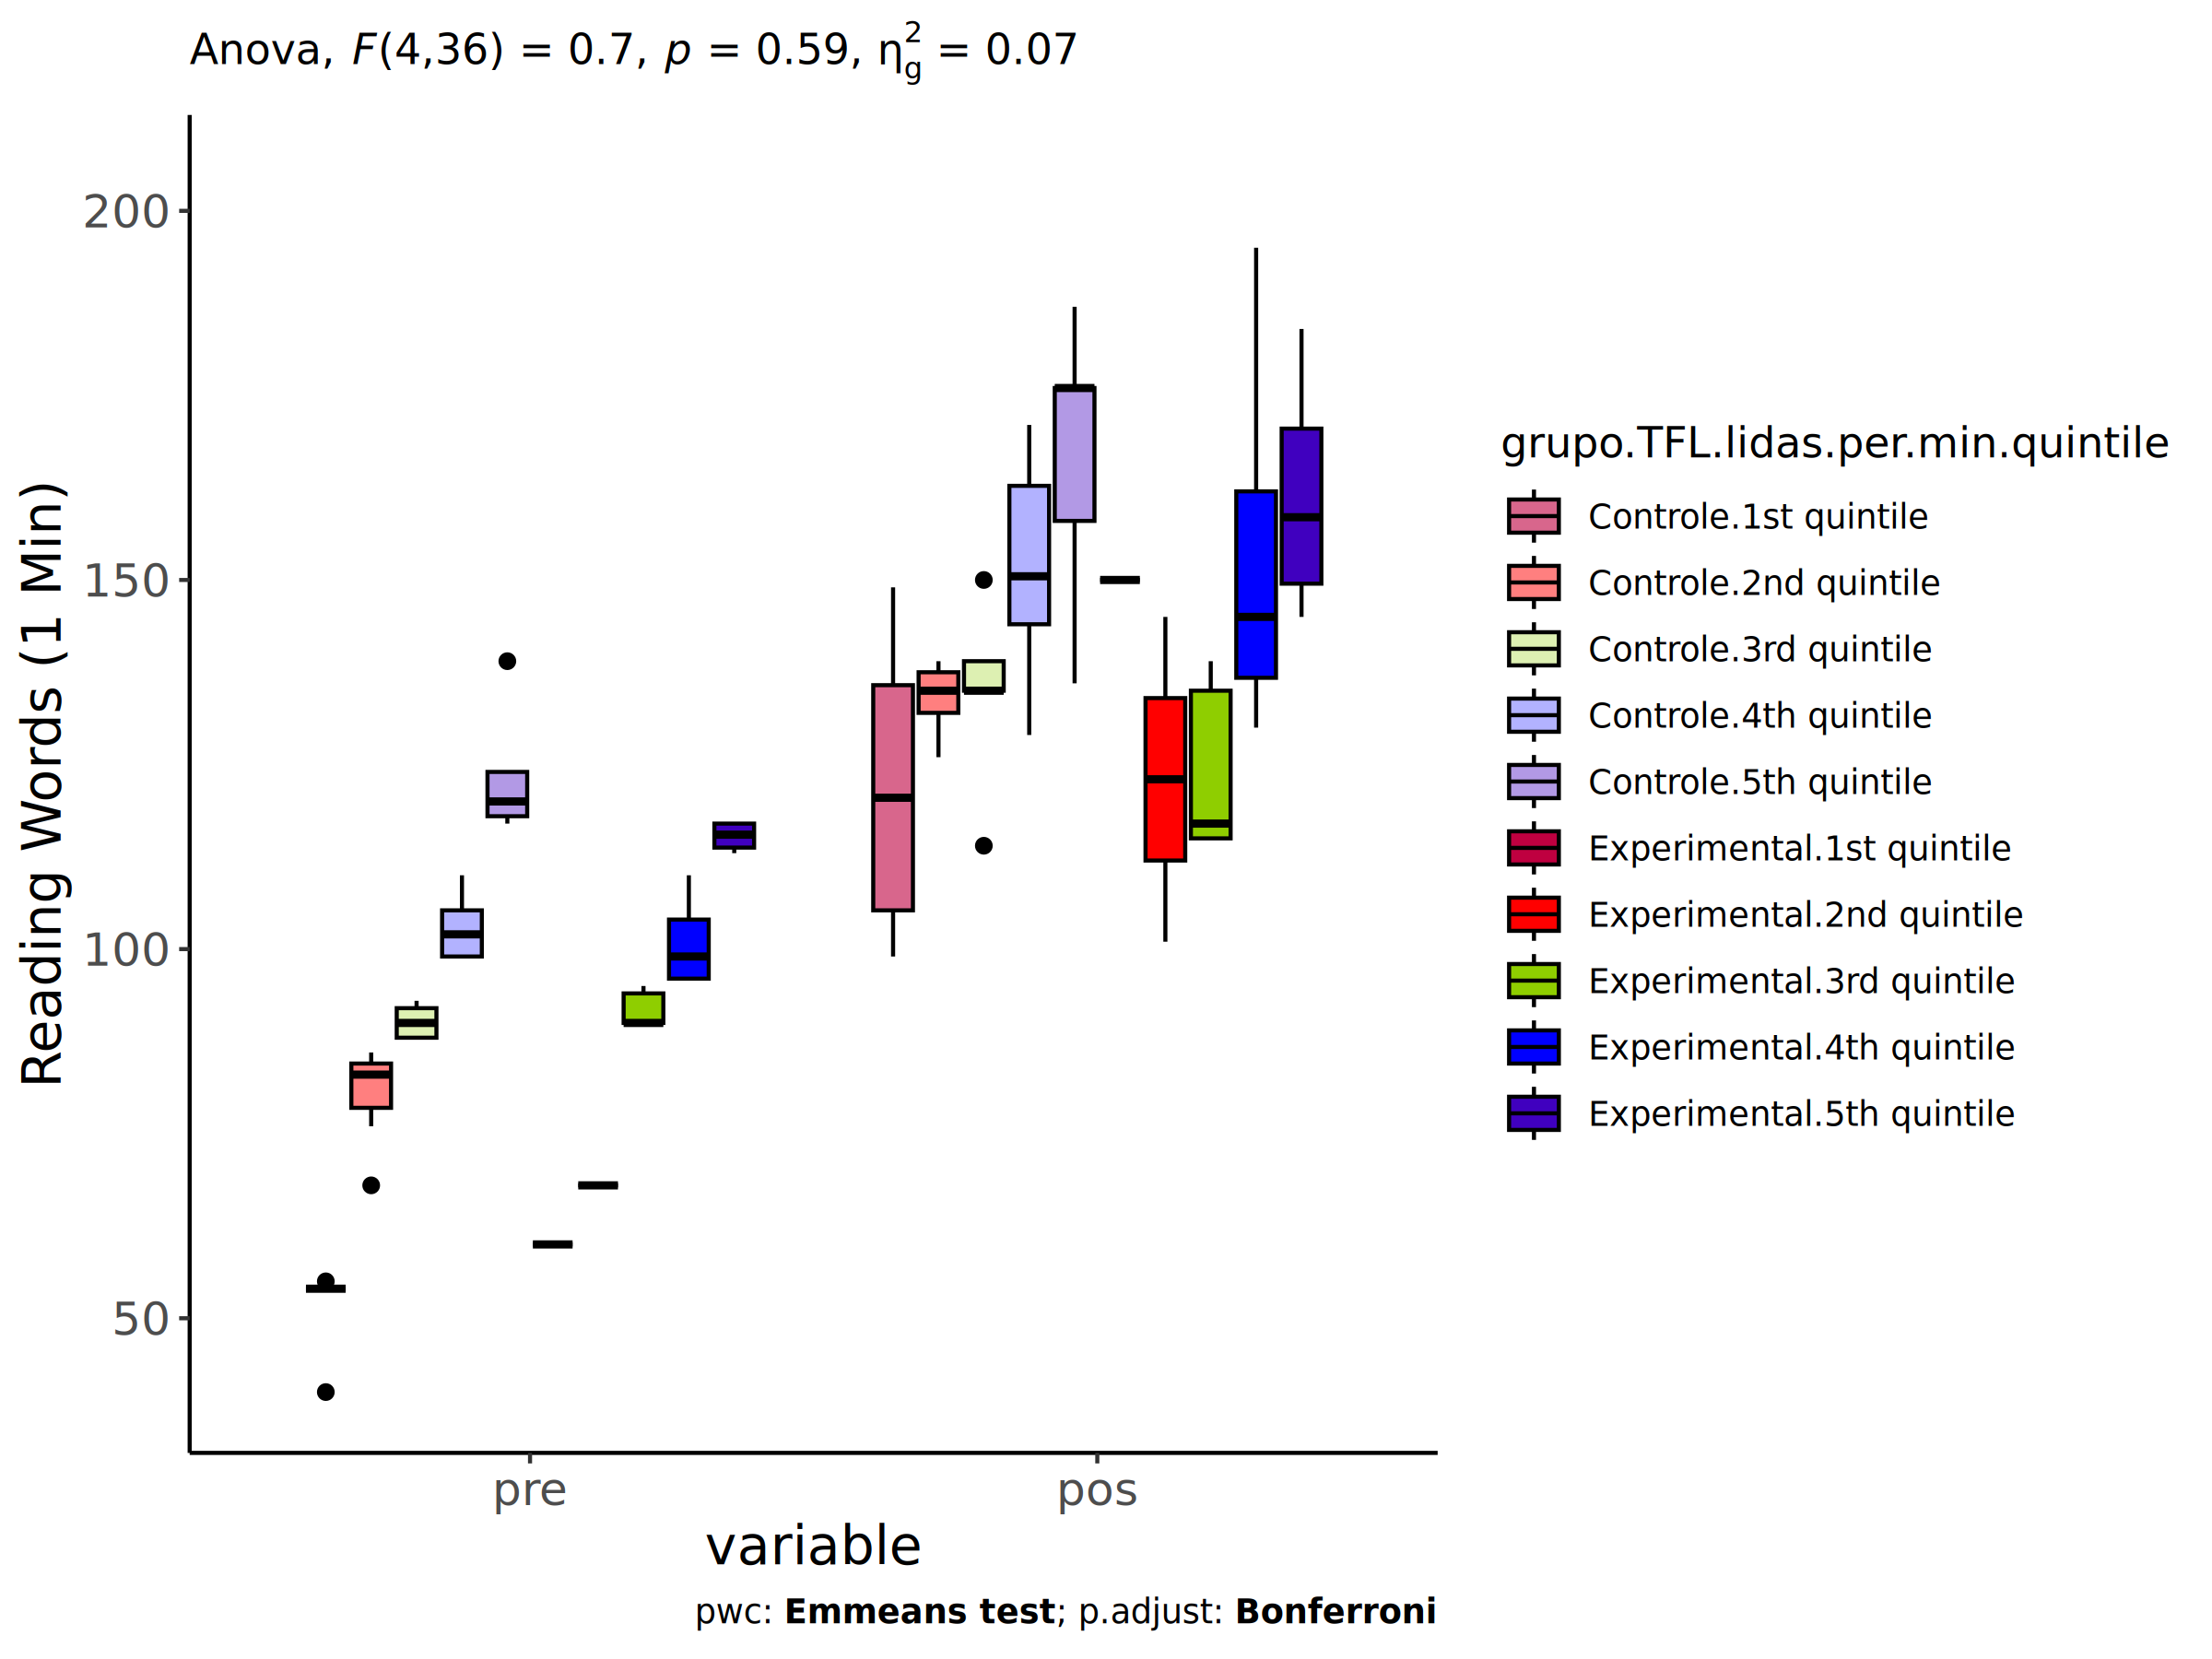 Anova, F(4,36) = 0.7, p = 0.59, η²g = 0.07
Reading Words (1 Min)
200
150
100
50
pre
pos
variable
pwc: Emmeans test; p.adjust: Bonferroni
grupo.TFL.lidas.per.min.quintile
Controle.1st quintile
Controle.2nd quintile
Controle.3rd quintile
Controle.4th quintile
Controle.5th quintile
Experimental.1st quintile
Experimental.2nd quintile
Experimental.3rd quintile
Experimental.4th quintile
Experimental.5th quintile